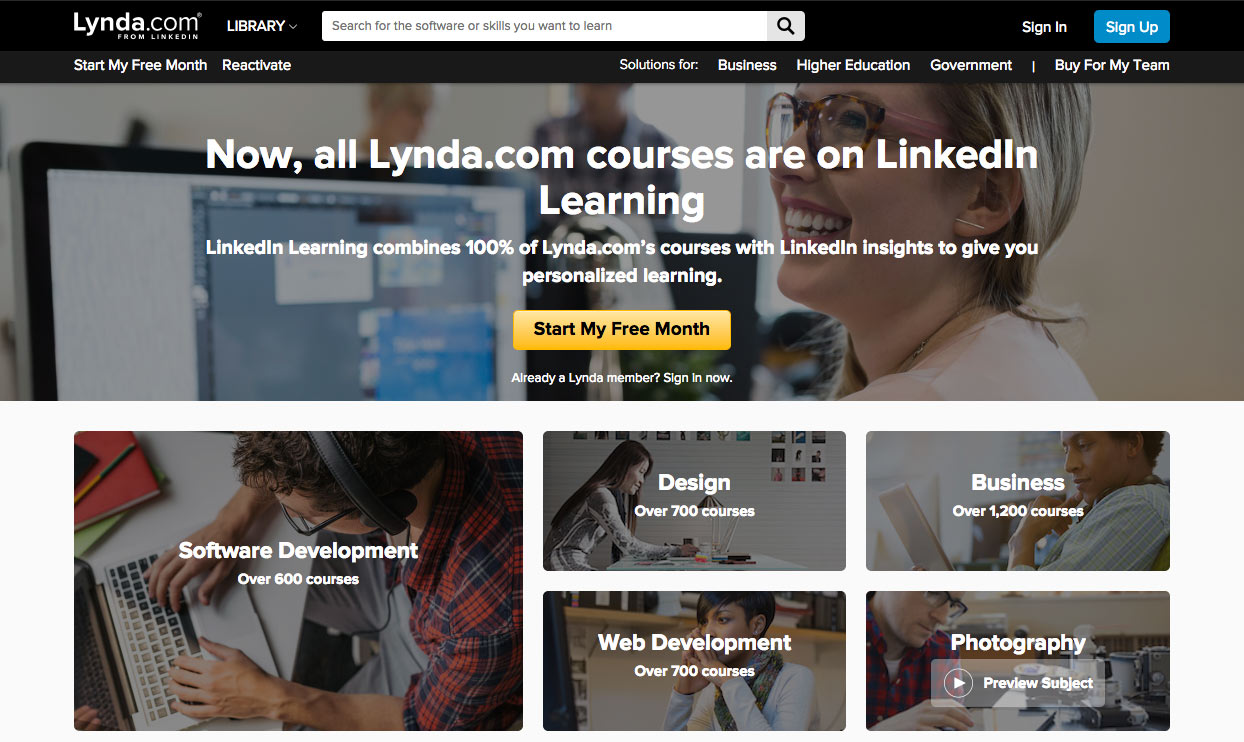 Lynda.com®
FROM LINKEDIN
LIBRARY
Search for the software or skills you want to learn
Sign In
Sign Up
Start My Free Month
Reactivate
Solutions for:
Business
Higher Education
Government
|
Buy For My Team
Now, all Lynda.com courses are on LinkedIn
Learning
LinkedIn Learning combines 100% of Lynda.com’s courses with LinkedIn insights to give you
personalized learning.
Start My Free Month
Already a Lynda member? Sign in now.
Software Development
Over 600 courses
Design
Over 700 courses
Business
Over 1,200 courses
Web Development
Over 700 courses
Photography
Preview Subject